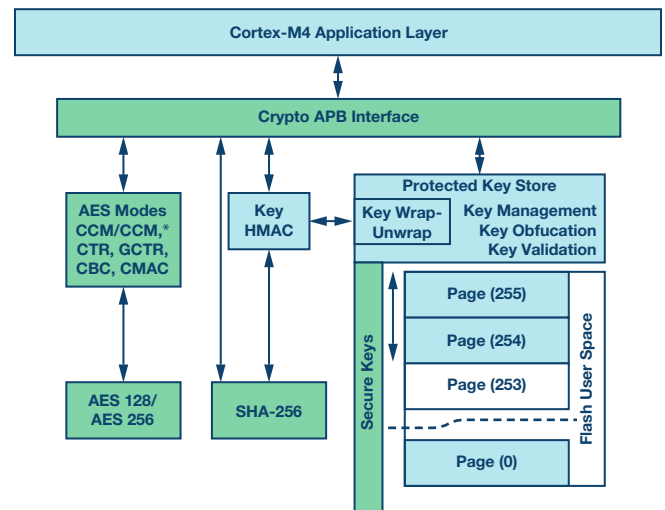 Cortex-M4 Application Layer
Crypto APB Interface
AES Modes
CCM/CCM,*
CTR, GCTR,
CBC, CMAC
Key
HMAC
Protected Key Store
Key Wrap-
Unwrap
Key Management
Key Obfucation
Key Validation
Page (255)
Page (254)
Page (253)
Page (0)
Secure Keys
Flash User Space
AES 128/
AES 256
SHA-256